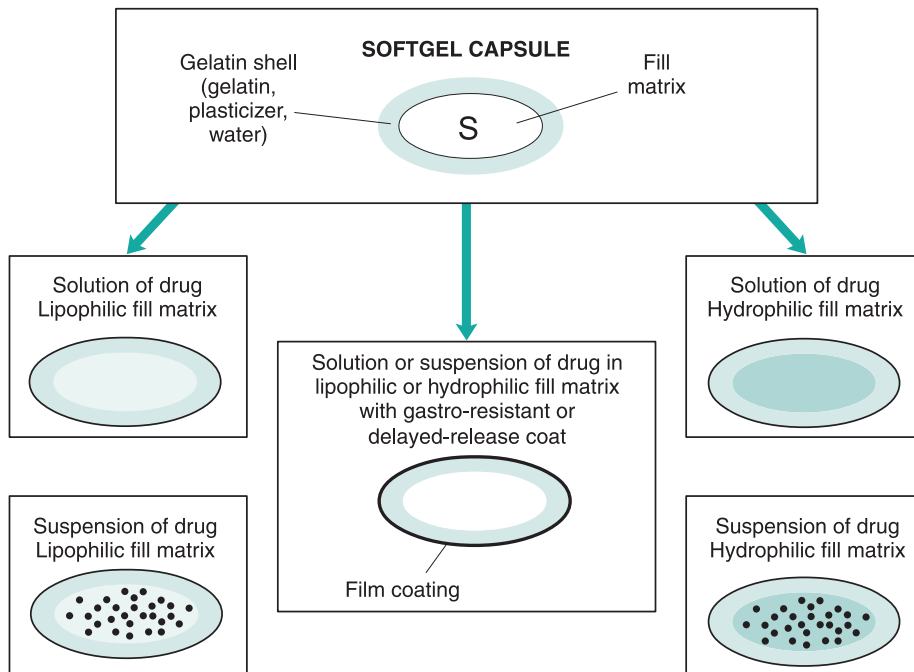 SOFTGEL CAPSULE
Gelatin shell
(gelatin,
plasticizer,
water)
Fill
matrix
S
Solution of drug
Lipophilic fill matrix
Solution or suspension of drug in
lipophilic or hydrophilic fill matrix
with gastro-resistant or
delayed-release coat
Film coating
Solution of drug
Hydrophilic fill matrix
Suspension of drug
Lipophilic fill matrix
Suspension of drug
Hydrophilic fill matrix